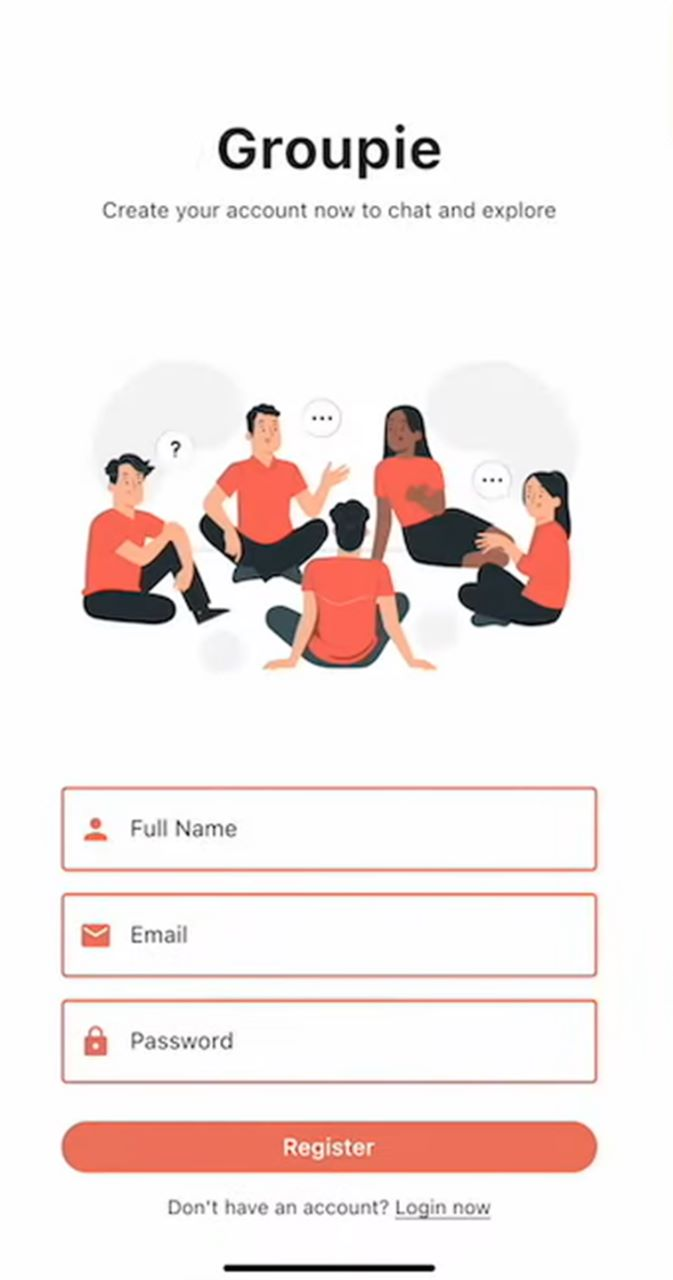 Groupie
Create your account now to chat and explore
?
...
...
Full Name
Email
Password
Register
Don't have an account? Login now